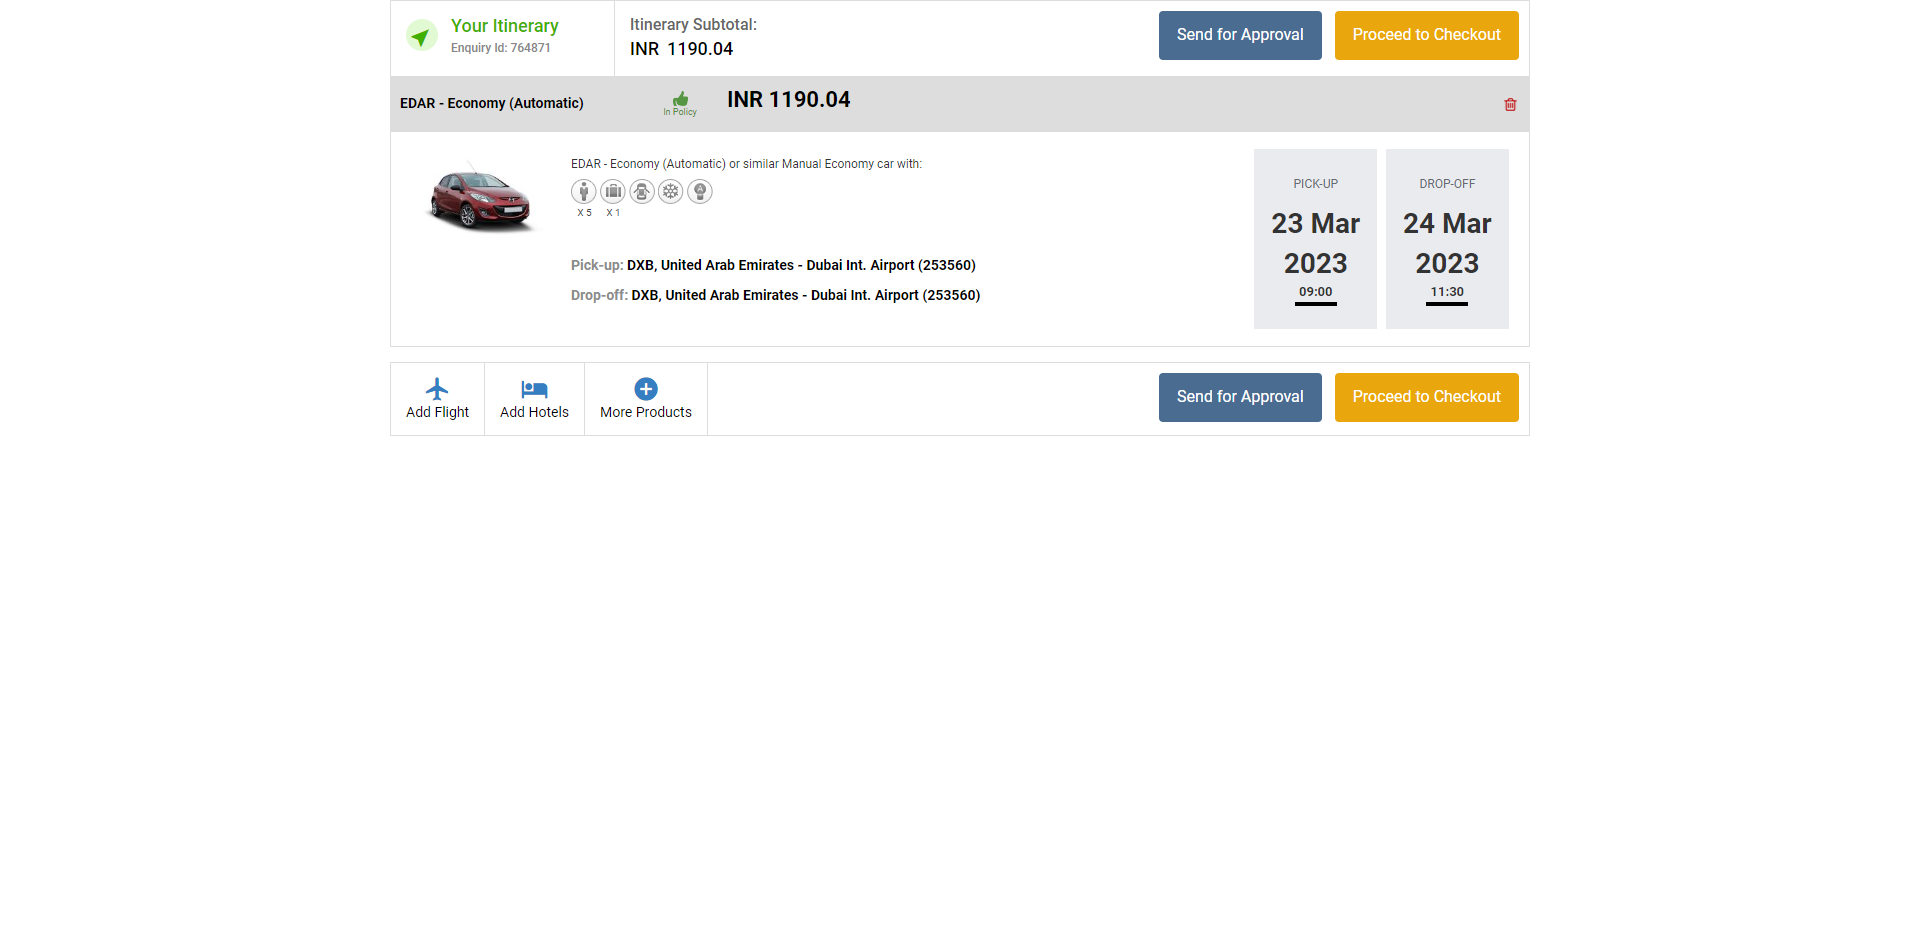 Your Itinerary
Enquiry Id: 764871
Itinerary Subtotal:
INR 1190.04
Send for Approval
Proceed to Checkout
EDAR - Economy (Automatic)
In Policy
INR 1190.04
EDAR - Economy (Automatic) or similar Manual Economy car with:
X 5
X 1
Pick-up: DXB, United Arab Emirates - Dubai Int. Airport (253560)
Drop-off: DXB, United Arab Emirates - Dubai Int. Airport (253560)
PICK-UP
23 Mar
2023
09:00
DROP-OFF
24 Mar
2023
11:30
Add Flight
Add Hotels
More Products
Send for Approval
Proceed to Checkout